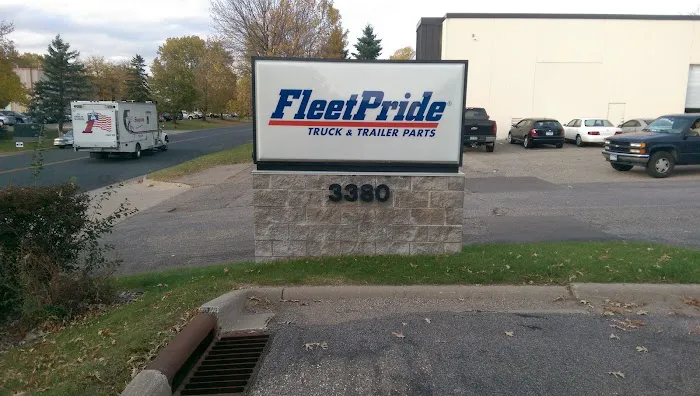 FleetPride®
TRUCK & TRAILER PARTS
3380